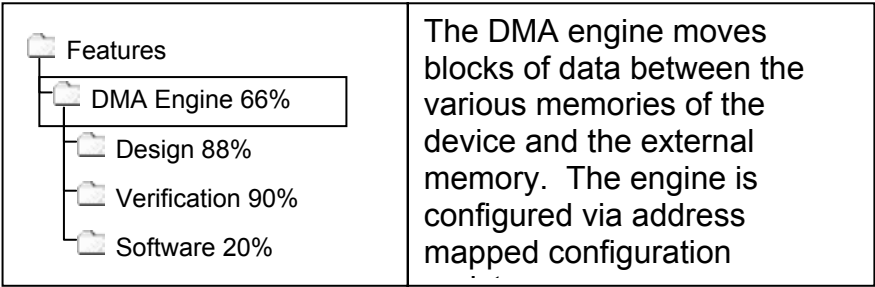 Features
DMA Engine 66%
Design 88%
Verification 90%
Software 20%
The DMA engine moves
blocks of data between the
various memories of the
device and the external
memory.  The engine is
configured via address
mapped configuration